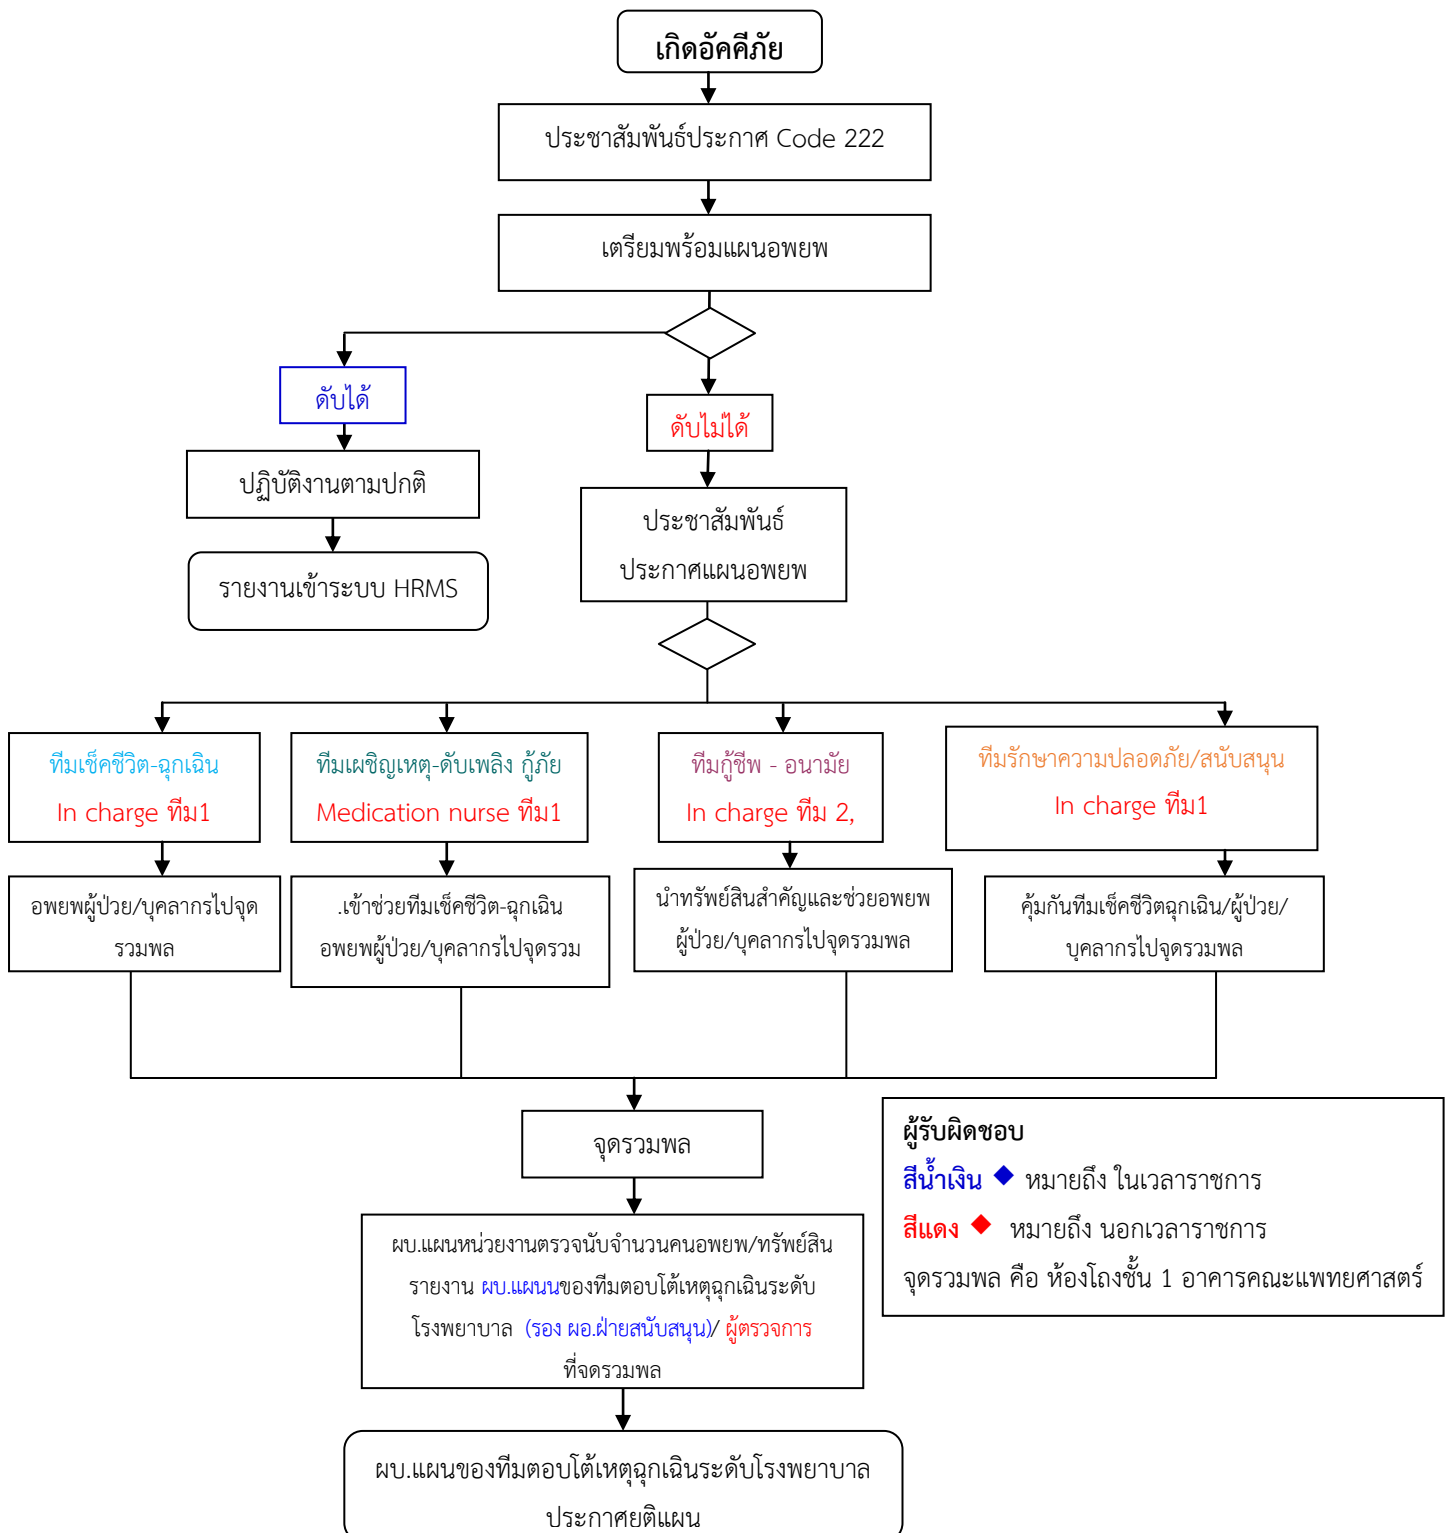 เกิดอัคคีภัย
ประชาสัมพันธ์ประกาศ Code 222
เตรียมพร้อมแผนอพยพ
ดับได้
ดับไม่ได้
ปฏิบัติงานตามปกติ
ประชาสัมพันธ์
ประกาศแผนอพยพ
รายงานเข้าระบบ HRMS
ทีมเช็คชีวิต-ฉุกเฉิน
In charge ทีม1
ทีมเผชิญเหตุ-ดับเพลิง กู้ภัย
Medication nurse ทีม1
ทีมกู้ชีพ - อนามัย
In charge ทีม 2,
ทีมรักษาความปลอดภัย/สนับสนุน
In charge ทีม1
อพยพผู้ป่วย/บุคลากรไปจุด
รวมพล
.เข้าช่วยทีมเช็คชีวิต-ฉุกเฉิน
อพยพผู้ป่วย/บุคลากรไปจุดรวม
นำทรัพย์สินสำคัญและช่วยอพยพ
ผู้ป่วย/บุคลากรไปจุดรวมพล
คุ้มกันทีมเช็คชีวิตฉุกเฉิน/ผู้ป่วย/
บุคลากรไปจุดรวมพล
จุดรวมพล
ผู้รับผิดชอบ
สีน้ำเงิน ◆ หมายถึง ในเวลาราชการ
สีแดง ◆ หมายถึง นอกเวลาราชการ
จุดรวมพล คือ ห้องโถงชั้น 1 อาคารคณะแพทยศาสตร์
ผบ.แผนหน่วยงานตรวจนับจำนวนคนอพยพ/ทรัพย์สิน
รายงาน ผบ.แผนนของทีมตอบโต้เหตุฉุกเฉินระดับ
โรงพยาบาล (รอง ผอ.ฝ่ายสนับสนุน)/ ผู้ตรวจการ
ที่จดรวมพล
ผบ.แผนของทีมตอบโต้เหตุฉุกเฉินระดับโรงพยาบาล
ประกาศยติแผน